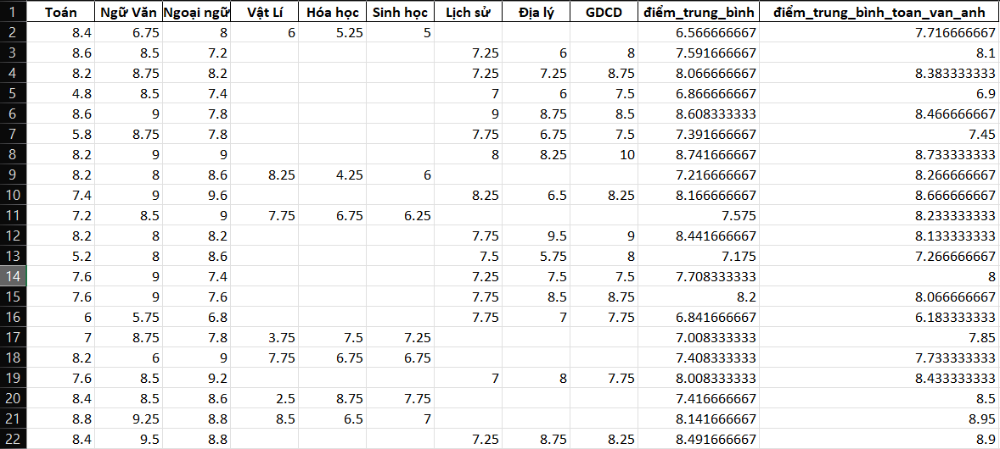 1 Toán Ngữ Văn Ngoại ngữ Vật Lí Hóa học Sinh học Lịch sử Địa lý GDCD điểm_trung_bình điểm_trung_bình_toan_van_anh
2 8.4 6.75 8 6 5.25 5 6.566666667 7.716666667
3 8.6 8.5 7.2 7.25 6 8 7.591666667 8.1
4 8.2 8.75 8.2 7.25 7.25 8.75 8.066666667 8.383333333
5 4.8 8.5 7.4 7 6 7.5 6.866666667 6.9
6 8.6 9 7.8 9 8.75 8.5 8.608333333 8.466666667
7 5.8 8.75 7.8 7.75 6.75 7.5 7.391666667 7.45
8 8.2 9 9 8 8.25 10 8.741666667 8.733333333
9 8.2 8 8.6 8.25 4.25 6 7.216666667 8.266666667
10 7.4 9 9.6 8.25 6.5 8.25 8.166666667 8.666666667
11 7.2 8.5 9 7.75 6.75 6.25 7.575 8.233333333
12 8.2 8 8.2 7.75 9.5 9 8.441666667 8.133333333
13 5.2 8 8.6 7.5 5.75 8 7.175 7.266666667
14 7.6 9 7.4 7.25 7.5 7.5 7.708333333 8
15 7.6 9 7.6 7.75 8.5 8.75 8.2 8.066666667
16 6 5.75 6.8 7.75 7 7.75 6.841666667 6.183333333
17 7 8.75 7.8 3.75 7.5 7.25 7.008333333 7.85
18 8.2 6 9 7.75 6.75 6.75 7.408333333 7.733333333
19 7.6 8.5 9.2 7 8 7.75 8.008333333 8.433333333
20 8.4 8.5 8.6 2.5 8.75 7.75 7.416666667 8.5
21 8.8 9.25 8.8 8.5 6.5 7 8.141666667 8.95
22 8.4 9.5 8.8 7.25 8.75 8.25 8.491666667 8.9